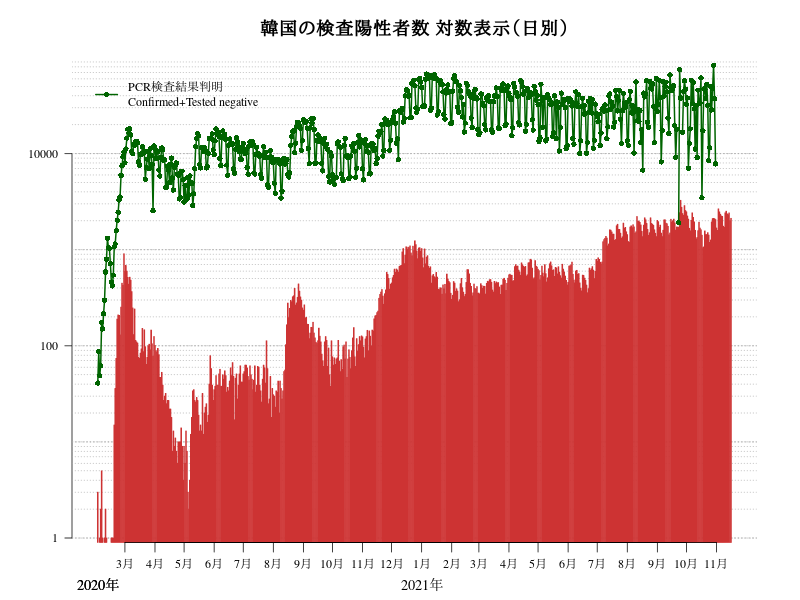 韓国の検査陽性者数 対数表示（日別）
PCR検査結果判明
Confirmed+Tested negative
10000
100
1
3月 4月 5月 6月 7月 8月 9月 10月 11月 12月 1月 2月 3月 4月 5月 6月 7月 8月 9月 10月 11月
2020年 2021年